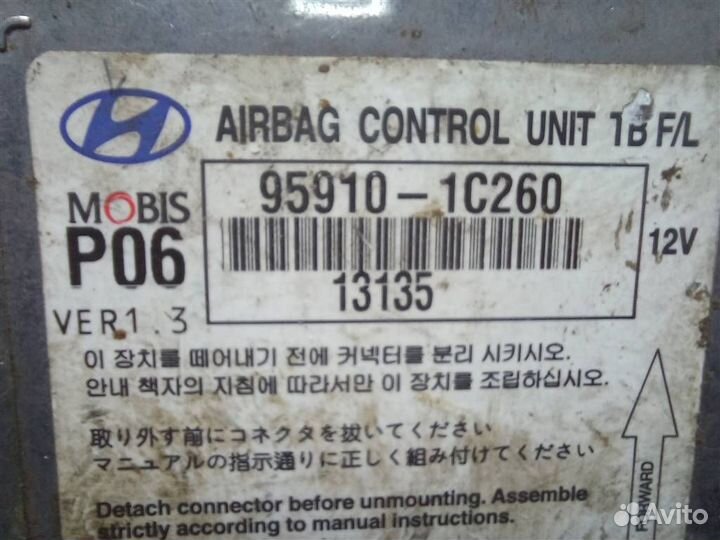 AIRBAG CONTROL UNIT 1B F/L
MOBIS
95910-1C260
P06
12V
13135
VER1.3
이 장치를 떼어내기 전에 커넥터를 분리 시키시오.
안내 책자의 지침에 따라서만 이 장치를 조립하십시오.
取り外す前にコネクタを抜いてください
マニュアルの指示通りに正しく組み付けてください
Detach connector before unmounting. Assemble
strictly according to manual instructions.
FORWARD
Avito